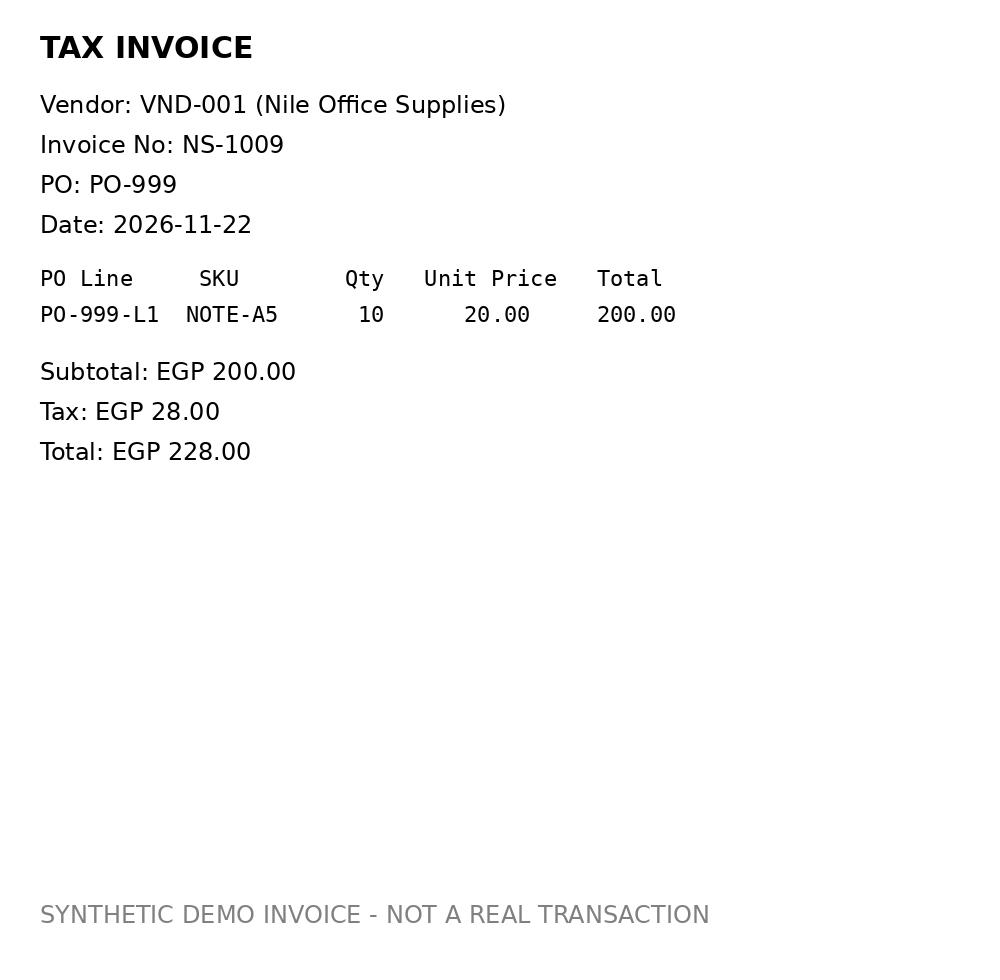 TAX INVOICE
Vendor: VND-001 (Nile Office Supplies)
Invoice No: NS-1009
PO: PO-999
Date: 2026-11-22
PO Line     SKU        Qty   Unit Price   Total
PO-999-L1  NOTE-A5      10      20.00     200.00
Subtotal: EGP 200.00
Tax: EGP 28.00
Total: EGP 228.00
SYNTHETIC DEMO INVOICE - NOT A REAL TRANSACTION